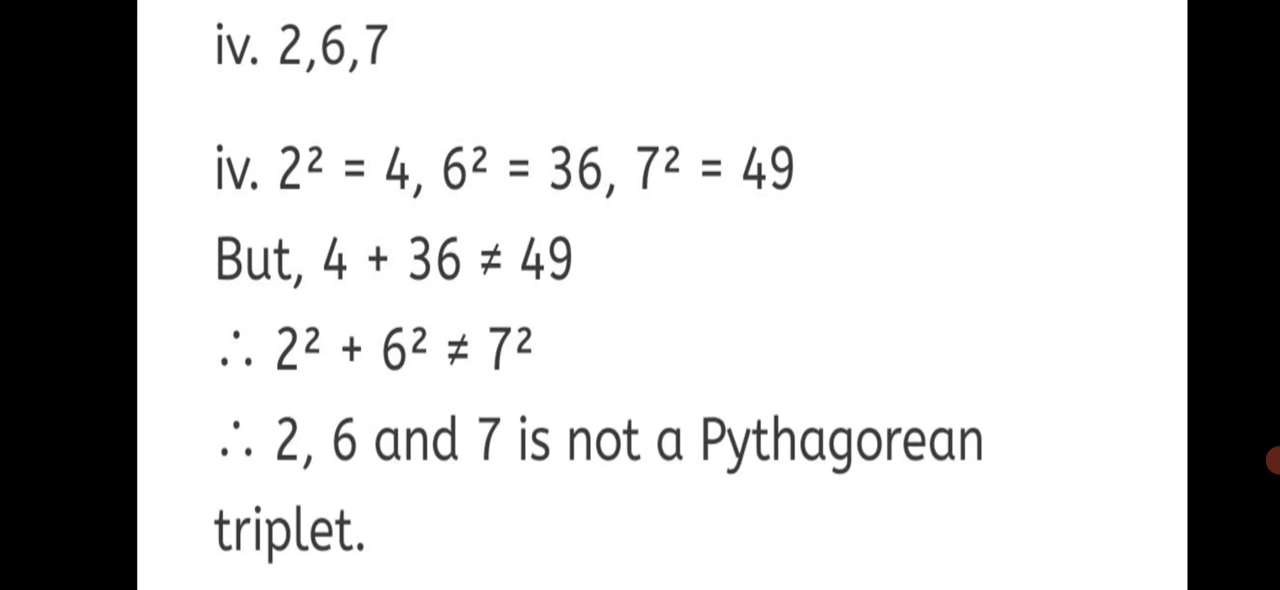 iv. 2,6,7
iv. 2² = 4, 6² = 36, 7² = 49
But, 4 + 36 ≠ 49
∴ 2² + 6² ≠ 7²
∴ 2, 6 and 7 is not a Pythagorean
triplet.